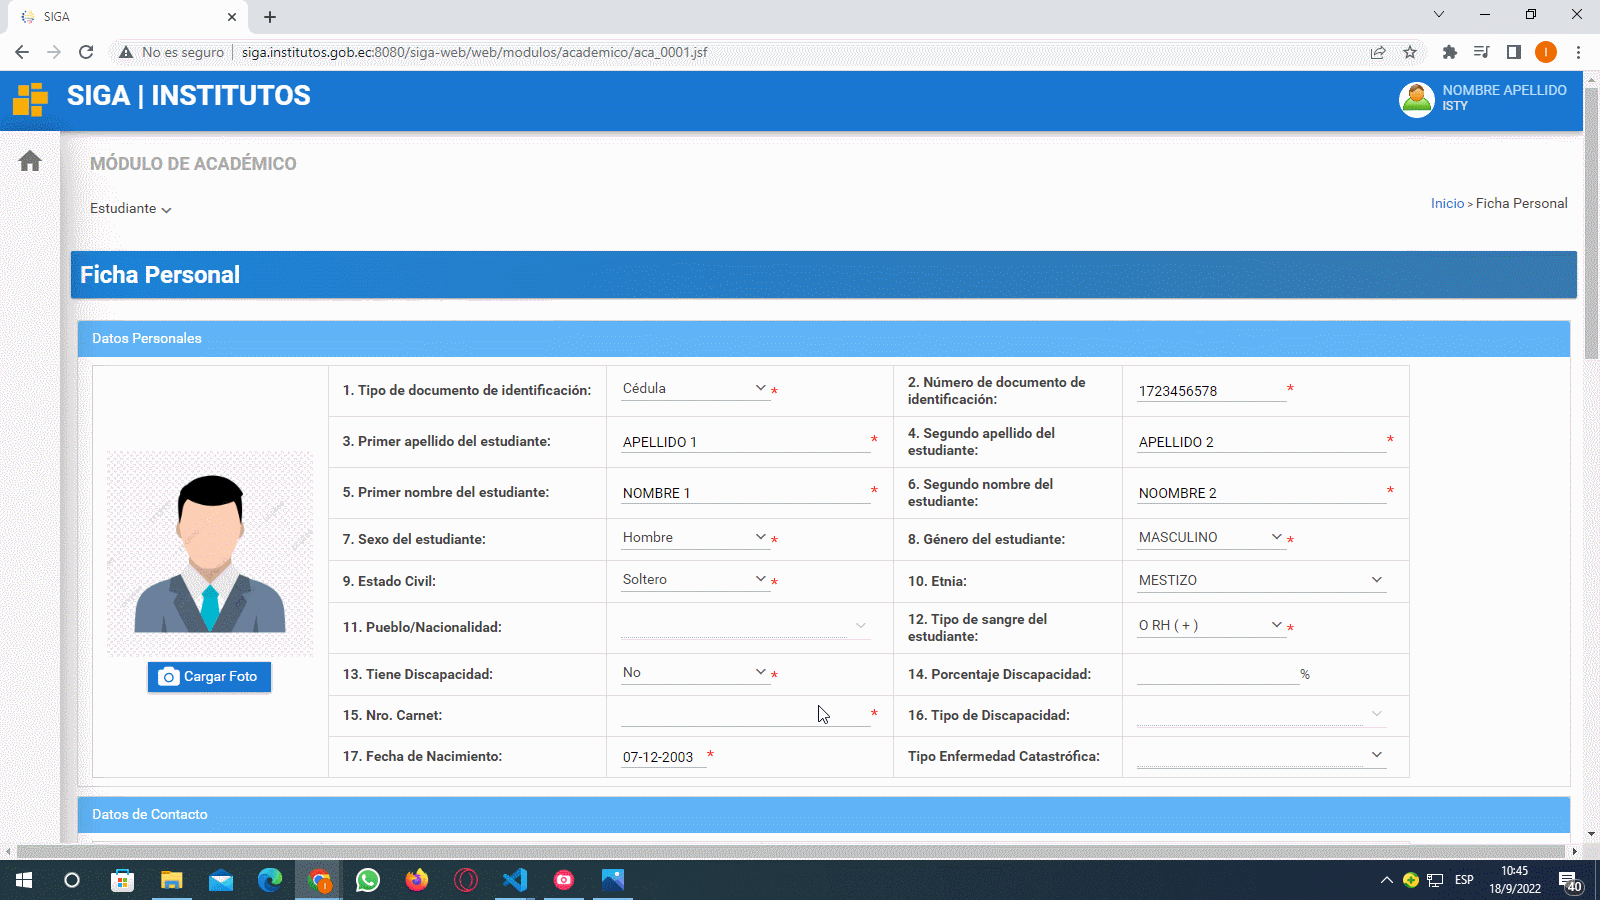 SIGA
No es seguro
siga.institutos.gob.ec:8080/siga-web/web/modulos/academico/aca_0001.jsf
I
SIGA | INSTITUTOS
NOMBRE APELLIDO
ISTY
MÓDULO DE ACADÉMICO
Estudiante
Inicio > Ficha Personal
Ficha Personal
Datos Personales
1. Tipo de documento de identificación: Cédula *
2. Número de documento de
identificación: 1723456578 *
3. Primer apellido del estudiante: APELLIDO 1 *
4. Segundo apellido del
estudiante: APELLIDO 2 *
5. Primer nombre del estudiante: NOMBRE 1 *
6. Segundo nombre del
estudiante: NOOMBRE 2 *
7. Sexo del estudiante: Hombre *
8. Género del estudiante: MASCULINO *
9. Estado Civil: Soltero *
10. Etnia: MESTIZO
11. Pueblo/Nacionalidad:
12. Tipo de sangre del
estudiante: O RH ( + ) *
13. Tiene Discapacidad: No *
14. Porcentaje Discapacidad: %
Cargar Foto
15. Nro. Carnet: *
16. Tipo de Discapacidad:
17. Fecha de Nacimiento: 07-12-2003 *
Tipo Enfermedad Catastrófica:
Datos de Contacto
ESP
10:45
18/9/2022
40